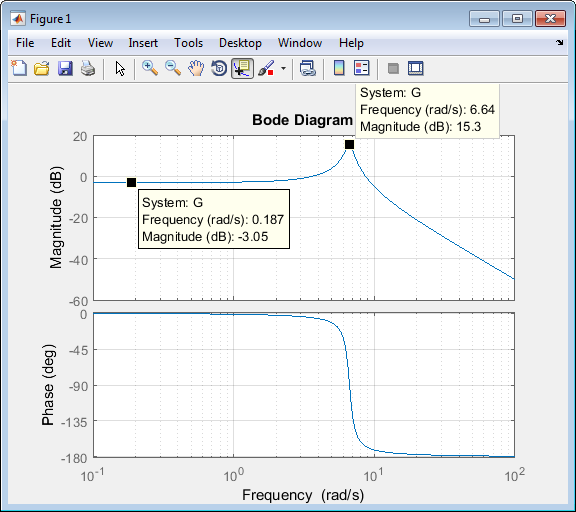 Figure 1
File Edit View Insert Tools Desktop Window Help
Bode Diagram
System: G
Frequency (rad/s): 6.64
Magnitude (dB): 15.3
System: G
Frequency (rad/s): 0.187
Magnitude (dB): -3.05
Magnitude (dB)
20
0
-20
-40
-60
Phase (deg)
0
-45
-90
-135
-180
10^-1 10^0 10^1 10^2
Frequency (rad/s)